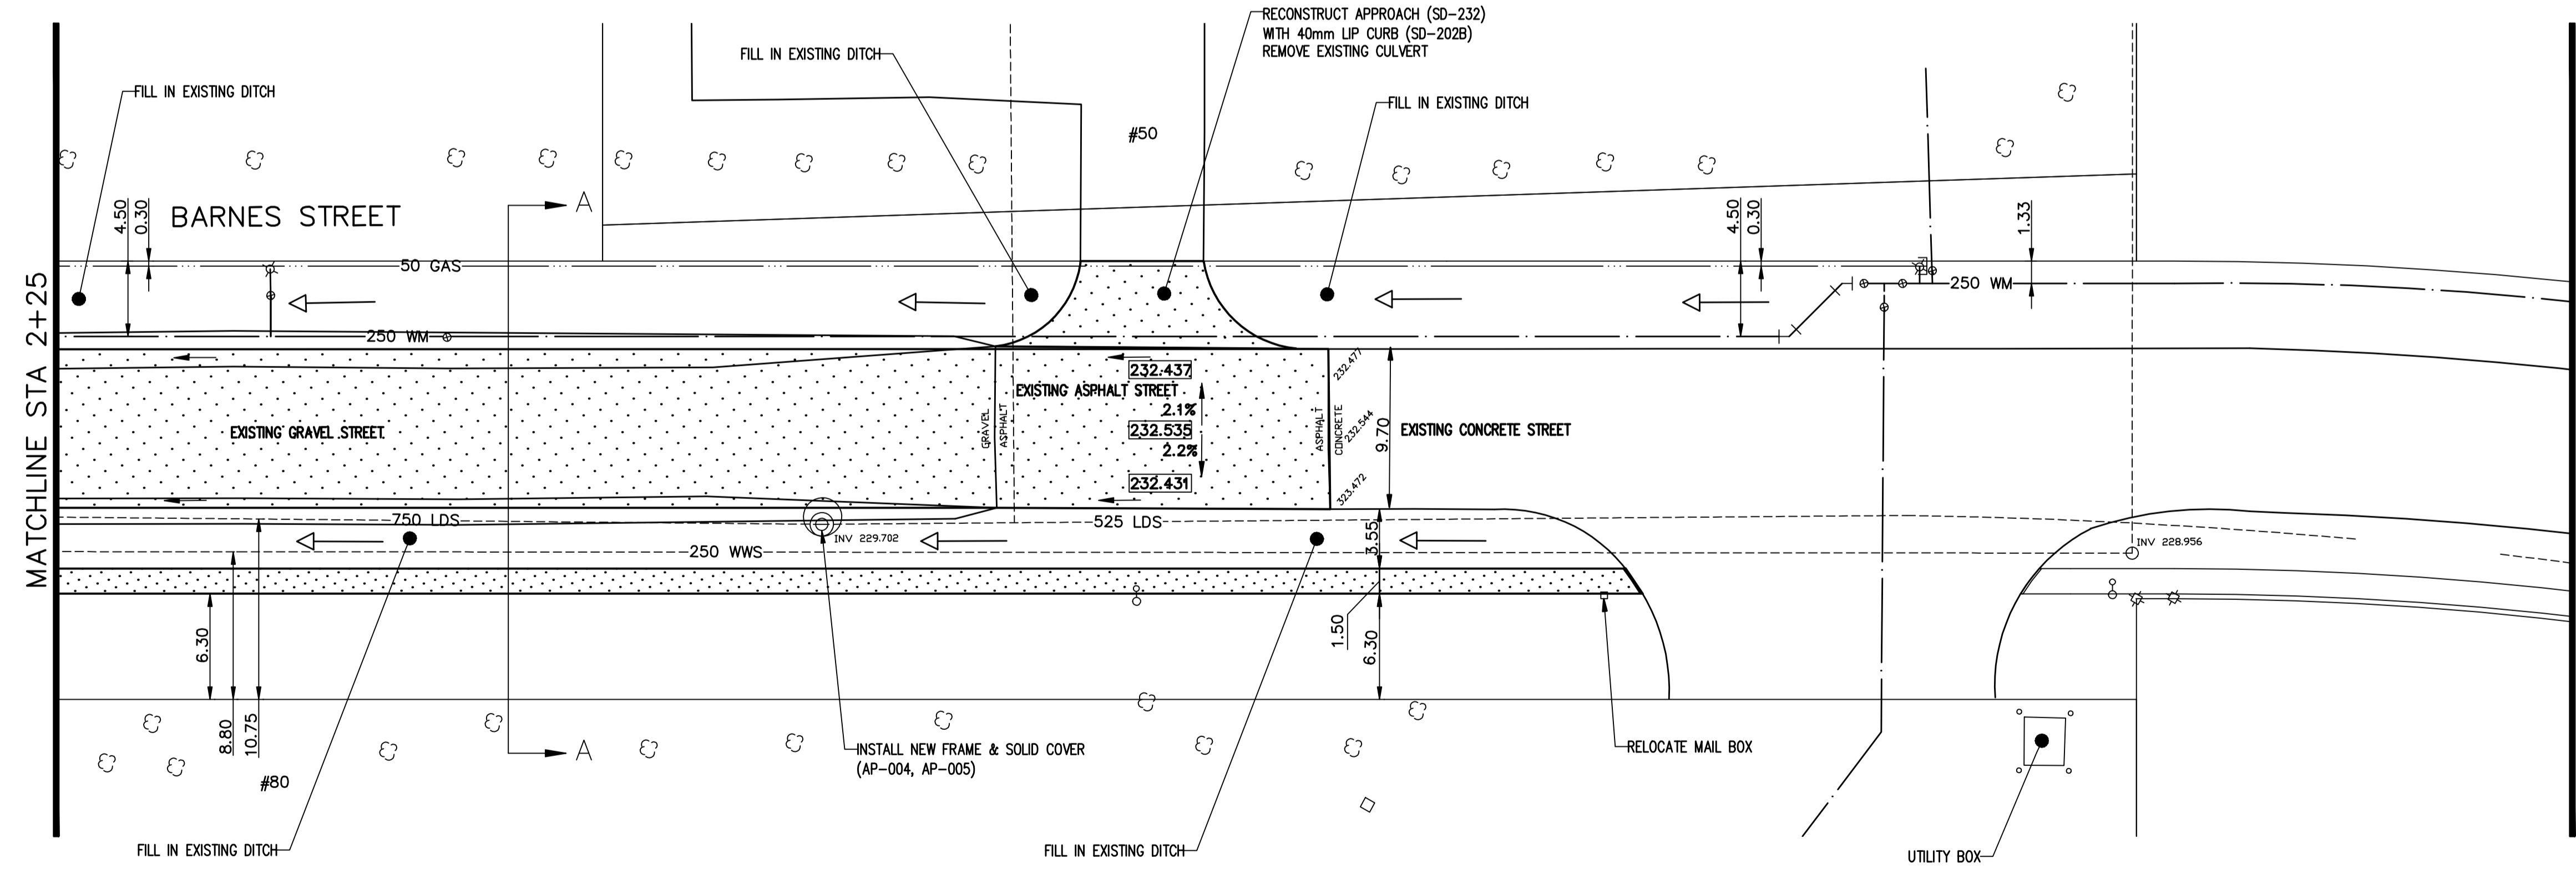 RECONSTRUCT APPROACH (SD-232)
WITH 40mm LIP CURB (SD-202B)
REMOVE EXISTING CULVERT
FILL IN EXISTING DITCH
FILL IN EXISTING DITCH
FILL IN EXISTING DITCH
#50
BARNES STREET
A
4.50
0.30
4.50
0.30
1.33
50 GAS
250 WM
250 WM
MATCHLINE STA 2+25
232.437
EXISTING ASPHALT STREET
2.1%
232.535
2.2%
232.431
GRAVEL
ASPHALT
ASPHALT
CONCRETE
232.477
232.544
323.472
9.70
EXISTING GRAVEL STREET
EXISTING CONCRETE STREET
750 LDS
525 LDS
INV 229.702
250 WWS
INV 228.956
3.55
1.50
6.30
6.30
8.80
10.75
A
#80
INSTALL NEW FRAME & SOLID COVER
(AP-004, AP-005)
RELOCATE MAIL BOX
FILL IN EXISTING DITCH
FILL IN EXISTING DITCH
UTILITY BOX